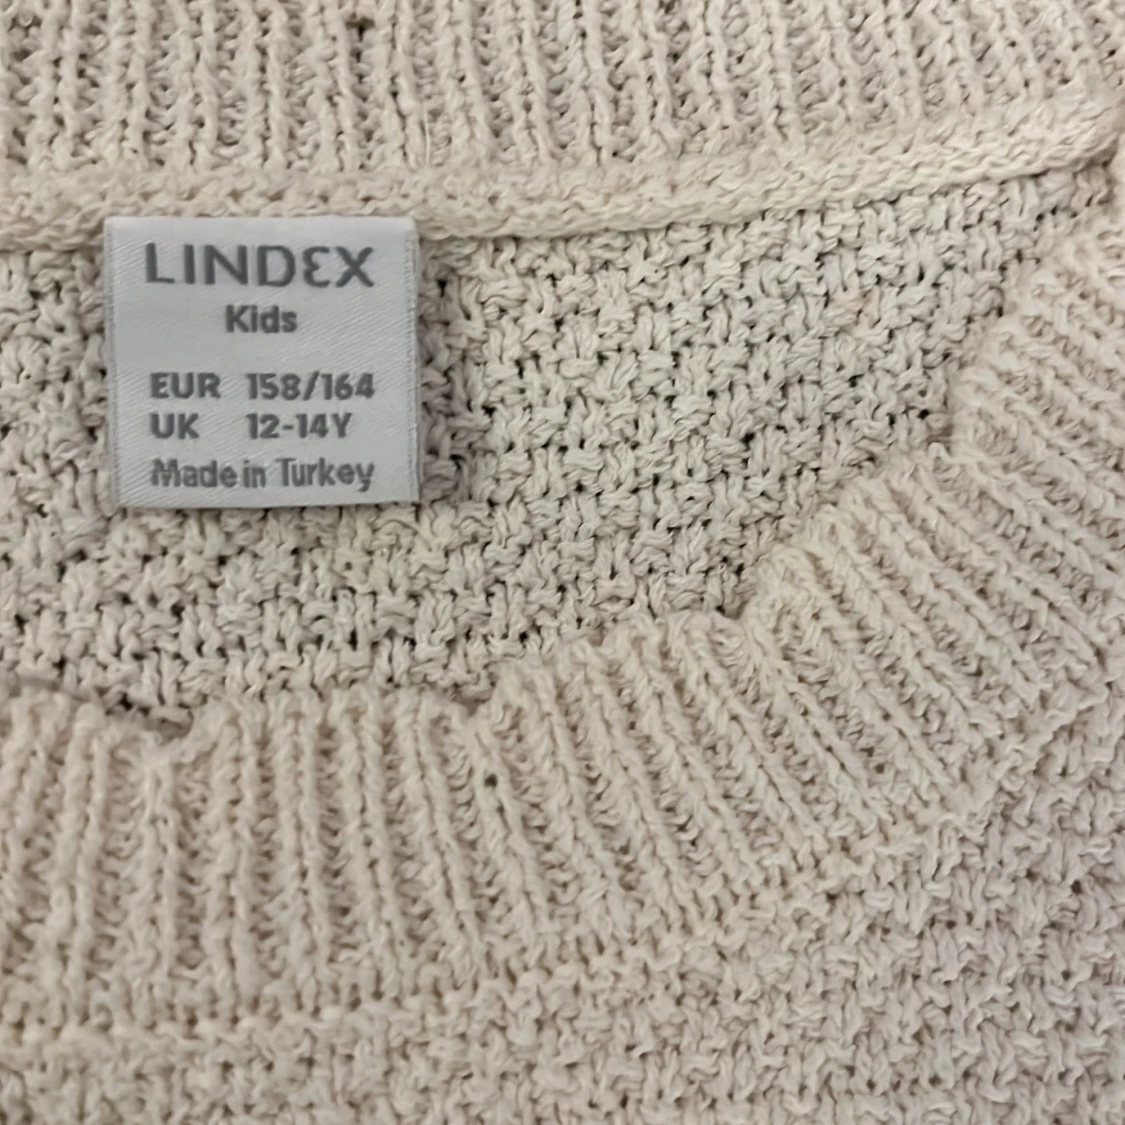 LINDEX
Kids
EUR 158/164
UK 12-14Y
Made in Turkey